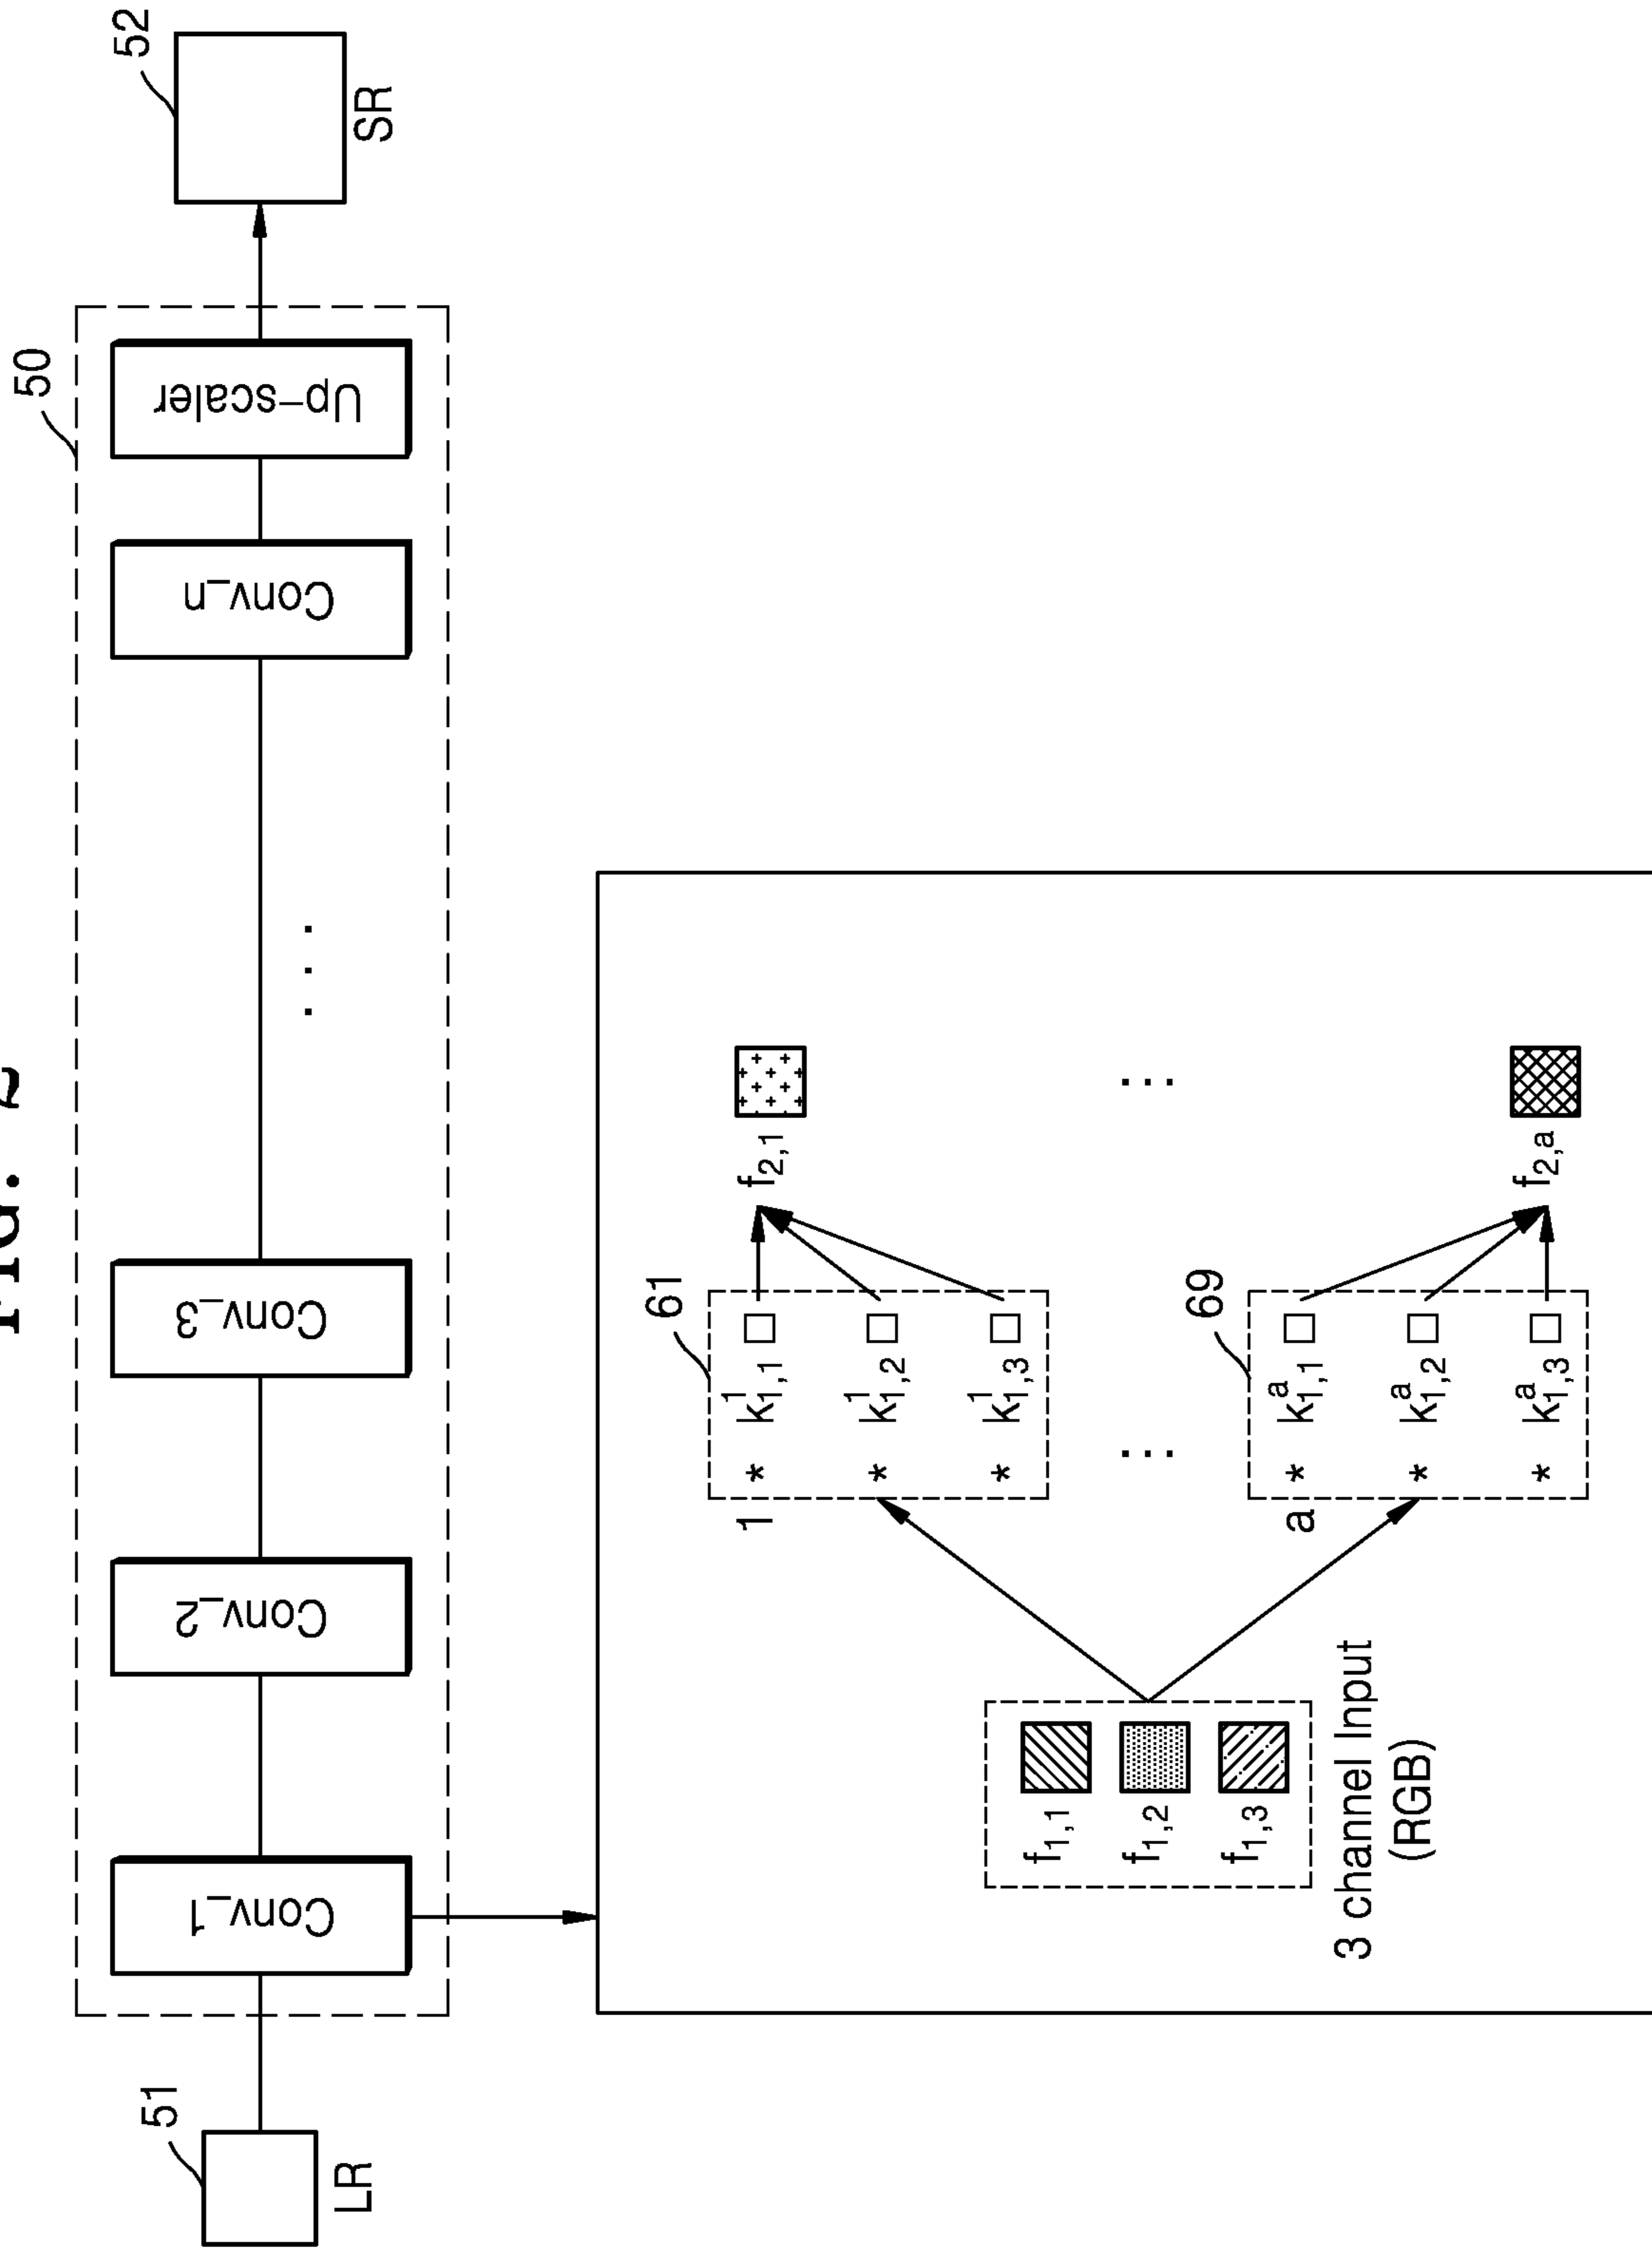 FIG. 2
50
51
LR
Conv_1
Conv_2
Conv_3
...
Conv_n
Up-scaler
52
SR
3 channel Input
(RGB)
f1,1
f1,2
f1,3
61
1
* k¹1,1
* k¹1,2
* k¹1,3
f2,1
...
...
69
a
* kᵃ1,1
* kᵃ1,2
* kᵃ1,3
f2,a